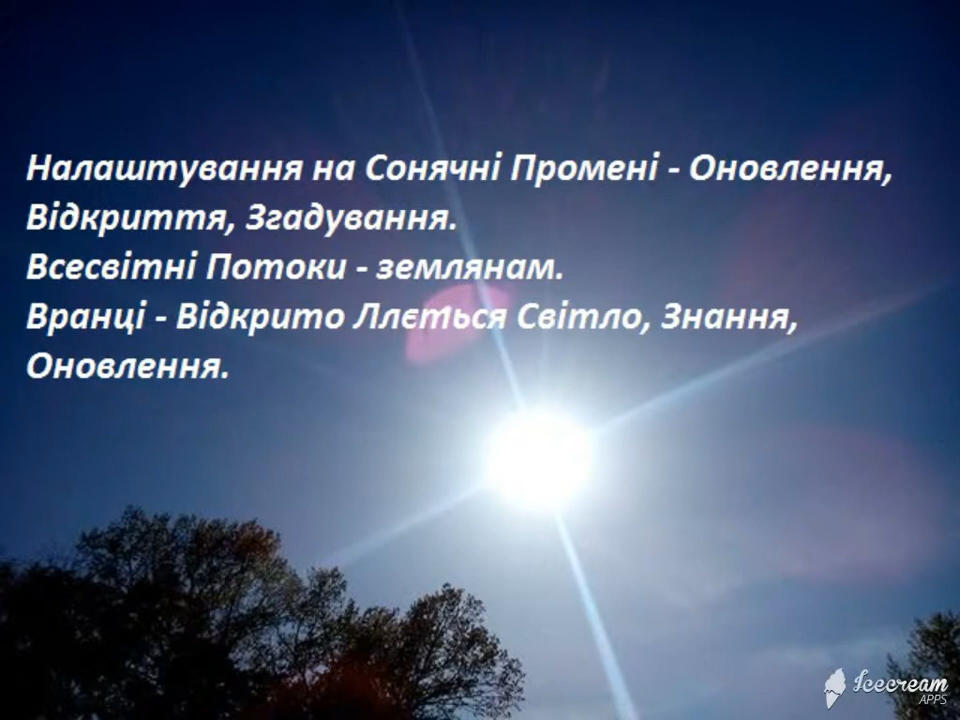 Налаштування на Сонячні Промені - Оновлення,
Відкриття, Згадування.
Всесвітні Потоки - землянам.
Вранці - Відкрито Ллється Світло, Знання,
Оновлення.
Icecream
APPS